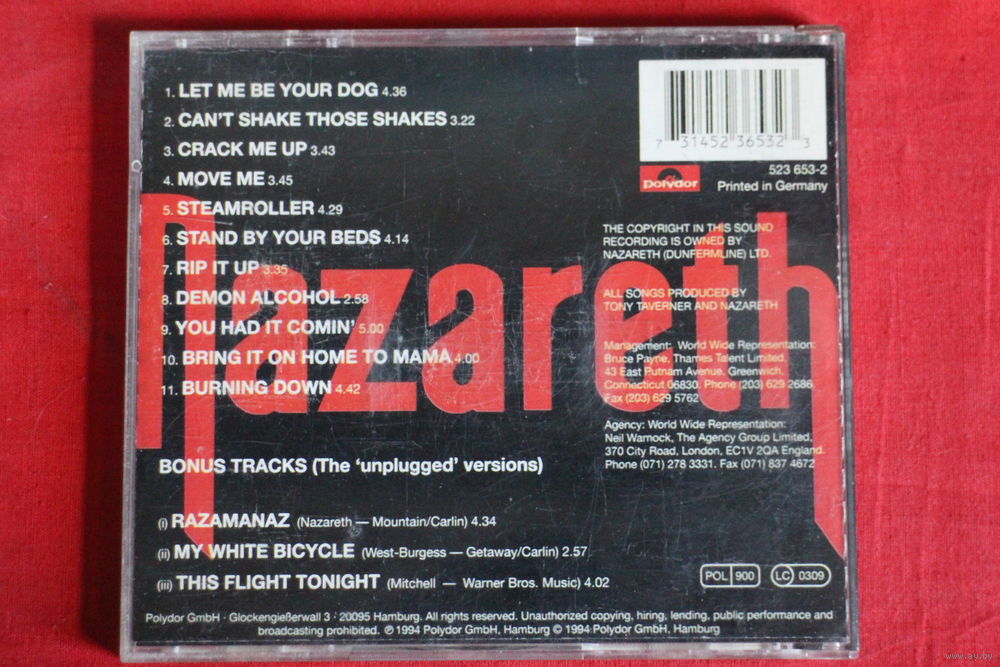 1. LET ME BE YOUR DOG 4.36
2. CAN'T SHAKE THOSE SHAKES 3.22
3. CRACK ME UP 3.43
4. MOVE ME 3.45
5. STEAMROLLER 4.29
6. STAND BY YOUR BEDS 4.14
7. RIP IT UP 3.35
8. DEMON ALCOHOL 2.58
9. YOU HAD IT COMIN' 5.00
10. BRING IT ON HOME TO MAMA 4.00
11. BURNING DOWN 4.42
nazareth
BONUS TRACKS (The 'unplugged' versions)
(i) RAZAMANAZ (Nazareth — Mountain/Carlin) 4.34
(ii) MY WHITE BICYCLE (West-Burgess — Getaway/Carlin) 2.57
(iii) THIS FLIGHT TONIGHT (Mitchell — Warner Bros. Music) 4.02
7 31452 36532 3
523 653-2
polydor
Printed in Germany
THE COPYRIGHT IN THIS SOUND
RECORDING IS OWNED BY
NAZARETH (DUNFERMLINE) LTD.
ALL SONGS PRODUCED BY
TONY TAVERNER AND NAZARETH
Management: World Wide Representation:
Bruce Payne, Thames Talent Limited,
43 East Putnam Avenue, Greenwich,
Connecticut 06830. Phone (203) 629 2686.
Fax (203) 629 5762
Agency: World Wide Representation:
Neil Warnock, The Agency Group Limited,
370 City Road, London, EC1V 2QA England.
Phone (071) 278 3331. Fax (071) 837 4672
POL 900 LC 0309
Polydor GmbH · Glockengießerwall 3 · 20095 Hamburg. All rights reserved. Unauthorized copying, hiring, lending, public performance and
broadcasting prohibited. ℗ 1994 Polydor GmbH, Hamburg © 1994 Polydor GmbH, Hamburg
www.ay.by